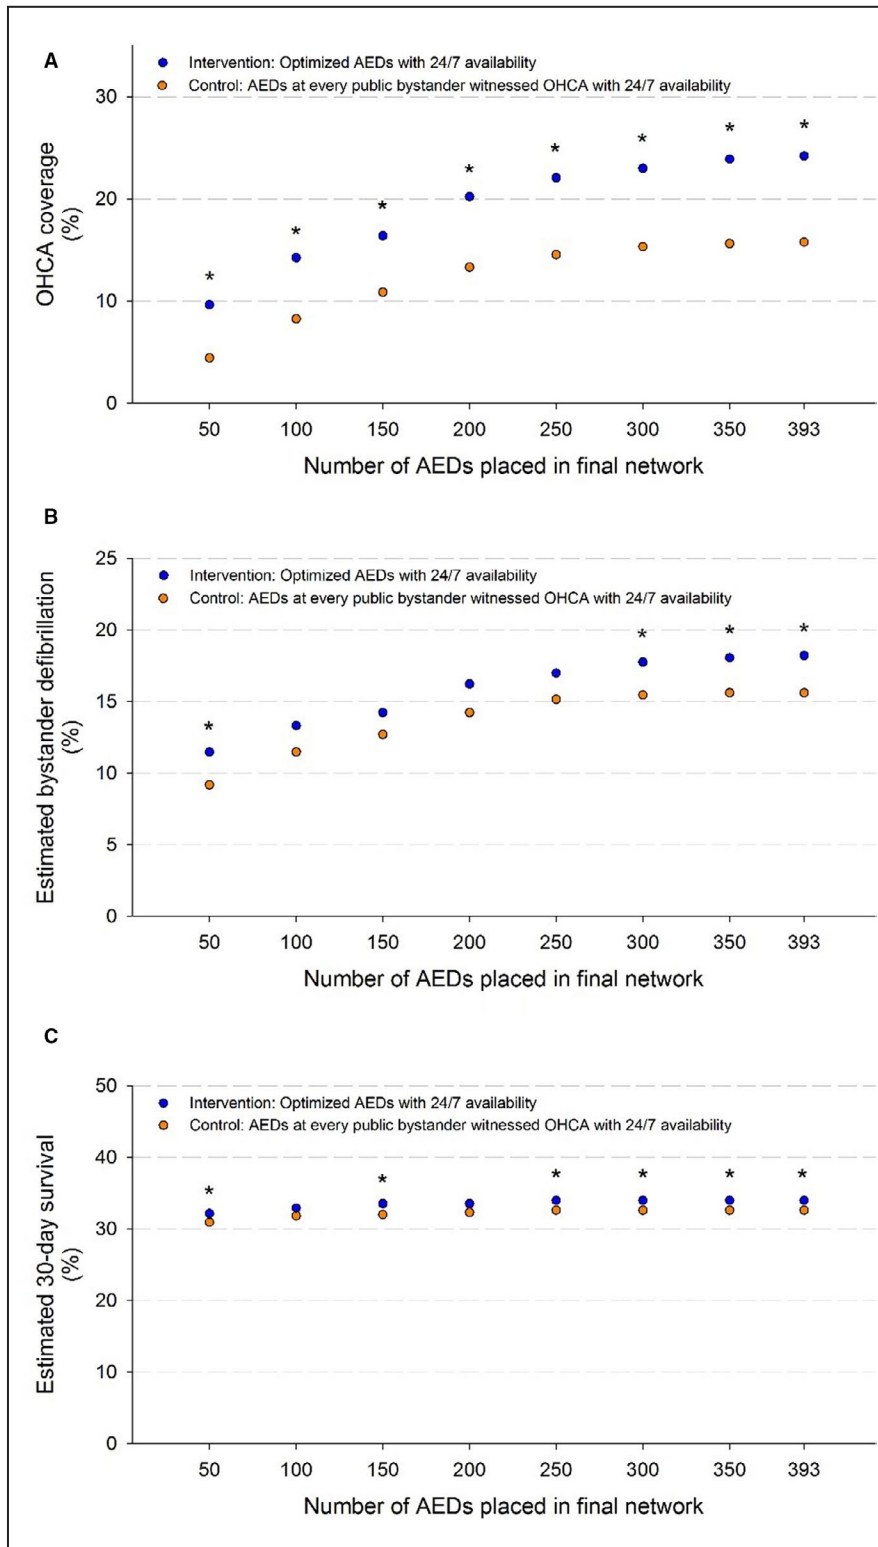 A
Intervention: Optimized AEDs with 24/7 availability
Control: AEDs at every public bystander witnessed OHCA with 24/7 availability
OHCA coverage
(%)
30
20
10
0
* * * * * * * *
50 100 150 200 250 300 350 393
Number of AEDs placed in final network
B
Intervention: Optimized AEDs with 24/7 availability
Control: AEDs at every public bystander witnessed OHCA with 24/7 availability
Estimated bystander defibrillation
(%)
25
20
15
10
5
0
* * * *
50 100 150 200 250 300 350 393
Number of AEDs placed in final network
C
Intervention: Optimized AEDs with 24/7 availability
Control: AEDs at every public bystander witnessed OHCA with 24/7 availability
Estimated 30-day survival
(%)
50
40
30
20
10
0
* * * * * *
50 100 150 200 250 300 350 393
Number of AEDs placed in final network